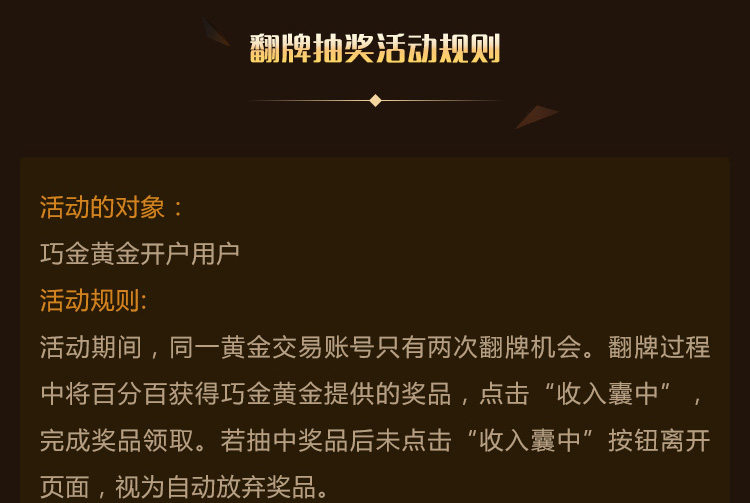 翻牌抽奖活动规则
活动的对象：
巧金黄金开户用户
活动规则:
活动期间，同一黄金交易账号只有两次翻牌机会。翻牌过程
中将百分百获得巧金黄金提供的奖品，点击“收入囊中”，
完成奖品领取。若抽中奖品后未点击“收入囊中”按钮离开
页面，视为自动放弃奖品。